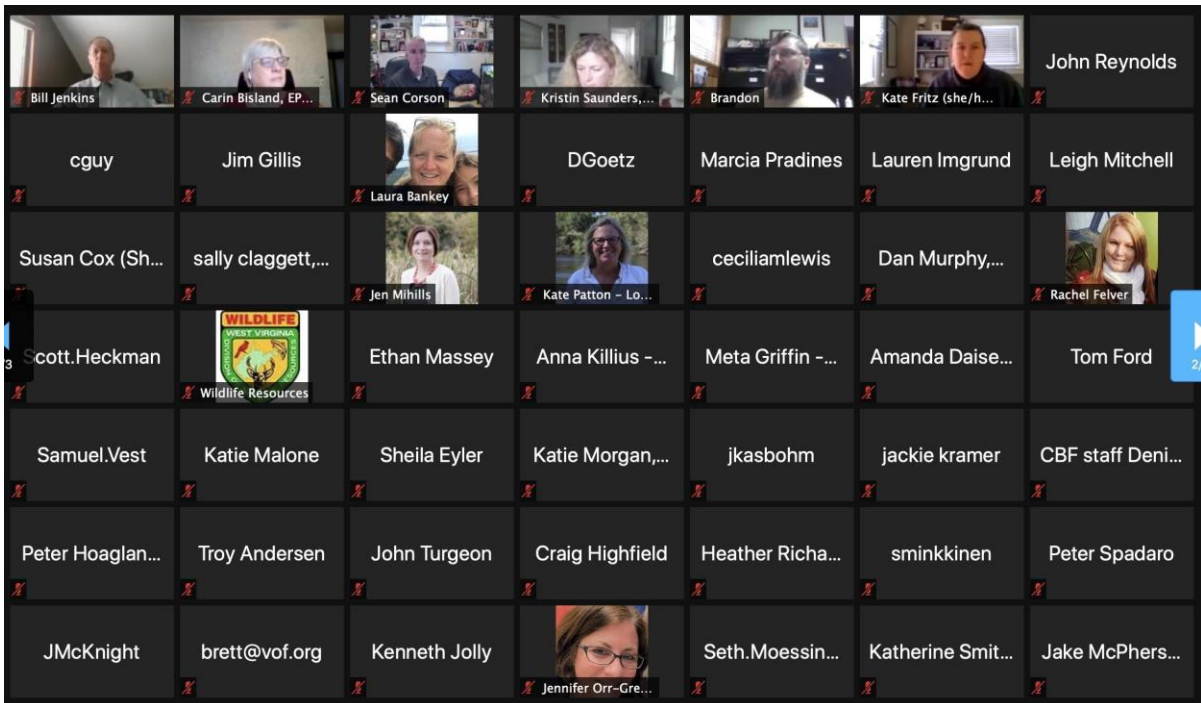 Bill Jenkins
Carin Bisland, EP...
Sean Corson
Kristin Saunders,...
Brandon
Kate Fritz (she/h...
John Reynolds
cguy
Jim Gillis
Laura Bankey
DGoetz
Marcia Pradines
Lauren Imgrund
Leigh Mitchell
Susan Cox (Sh...
sally claggett,...
Jen Mihills
Kate Patton - Lo...
ceciliamlewis
Dan Murphy,...
Rachel Felver
Scott.Heckman
WILDLIFE
WEST VIRGINIA
Wildlife Resources
Ethan Massey
Anna Killius -...
Meta Griffin -...
Amanda Daise...
Tom Ford
Samuel.Vest
Katie Malone
Sheila Eyler
Katie Morgan,...
jkasbohm
jackie kramer
CBF staff Deni...
Peter Hoaglan...
Troy Andersen
John Turgeon
Craig Highfield
Heather Richa...
sminkkinen
Peter Spadaro
JMcKnight
brett@vof.org
Kenneth Jolly
Jennifer Orr-Gre...
Seth.Moessin...
Katherine Smit...
Jake McPhers...